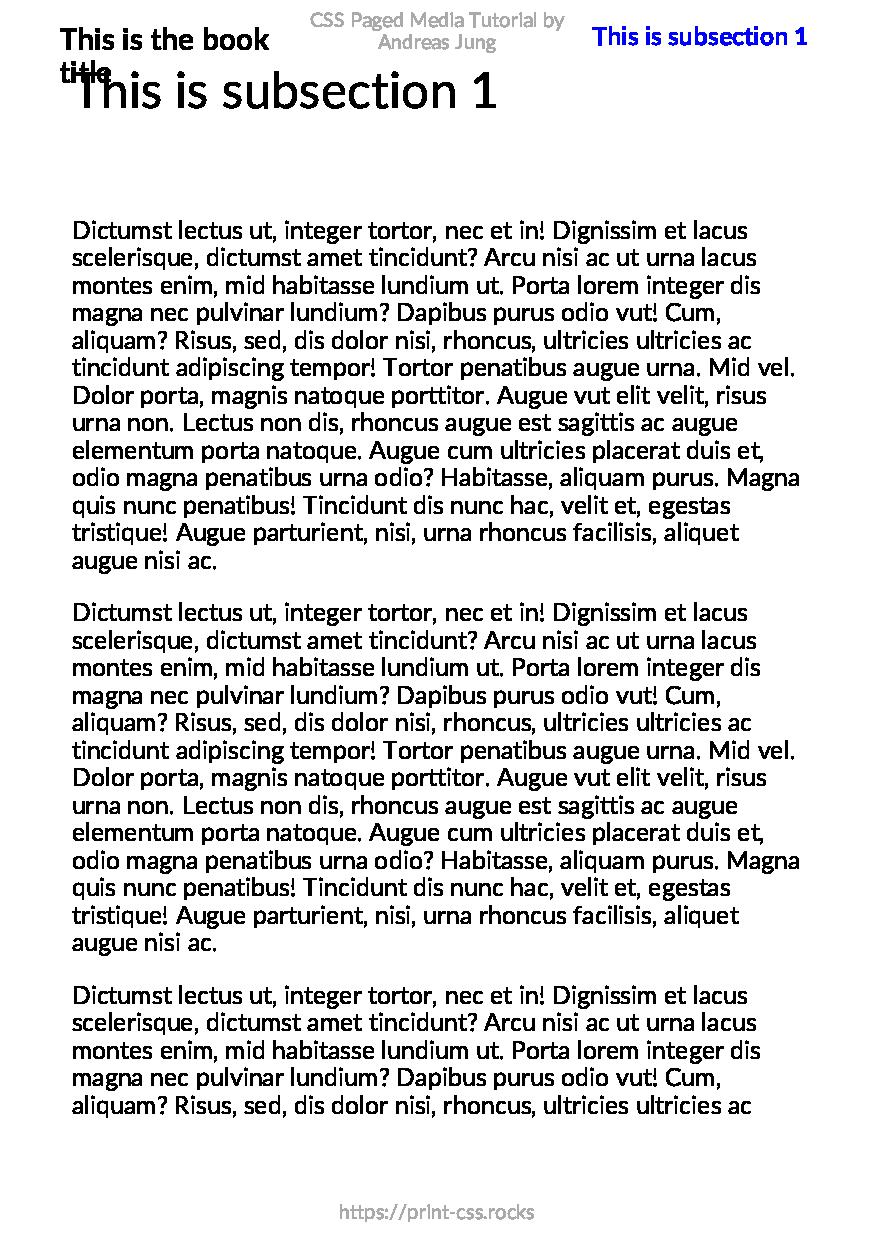 This is the book
title
CSS Paged Media Tutorial by
Andreas Jung
This is subsection 1
This is subsection 1
Dictumst lectus ut, integer tortor, nec et in! Dignissim et lacus
scelerisque, dictumst amet tincidunt? Arcu nisi ac ut urna lacus
montes enim, mid habitasse lundium ut. Porta lorem integer dis
magna nec pulvinar lundium? Dapibus purus odio vut! Cum,
aliquam? Risus, sed, dis dolor nisi, rhoncus, ultricies ultricies ac
tincidunt adipiscing tempor! Tortor penatibus augue urna. Mid vel.
Dolor porta, magnis natoque porttitor. Augue vut elit velit, risus
urna non. Lectus non dis, rhoncus augue est sagittis ac augue
elementum porta natoque. Augue cum ultricies placerat duis et,
odio magna penatibus urna odio? Habitasse, aliquam purus. Magna
quis nunc penatibus! Tincidunt dis nunc hac, velit et, egestas
tristique! Augue parturient, nisi, urna rhoncus facilisis, aliquet
augue nisi ac.
Dictumst lectus ut, integer tortor, nec et in! Dignissim et lacus
scelerisque, dictumst amet tincidunt? Arcu nisi ac ut urna lacus
montes enim, mid habitasse lundium ut. Porta lorem integer dis
magna nec pulvinar lundium? Dapibus purus odio vut! Cum,
aliquam? Risus, sed, dis dolor nisi, rhoncus, ultricies ultricies ac
tincidunt adipiscing tempor! Tortor penatibus augue urna. Mid vel.
Dolor porta, magnis natoque porttitor. Augue vut elit velit, risus
urna non. Lectus non dis, rhoncus augue est sagittis ac augue
elementum porta natoque. Augue cum ultricies placerat duis et,
odio magna penatibus urna odio? Habitasse, aliquam purus. Magna
quis nunc penatibus! Tincidunt dis nunc hac, velit et, egestas
tristique! Augue parturient, nisi, urna rhoncus facilisis, aliquet
augue nisi ac.
Dictumst lectus ut, integer tortor, nec et in! Dignissim et lacus
scelerisque, dictumst amet tincidunt? Arcu nisi ac ut urna lacus
montes enim, mid habitasse lundium ut. Porta lorem integer dis
magna nec pulvinar lundium? Dapibus purus odio vut! Cum,
aliquam? Risus, sed, dis dolor nisi, rhoncus, ultricies ultricies ac
https://print-css.rocks